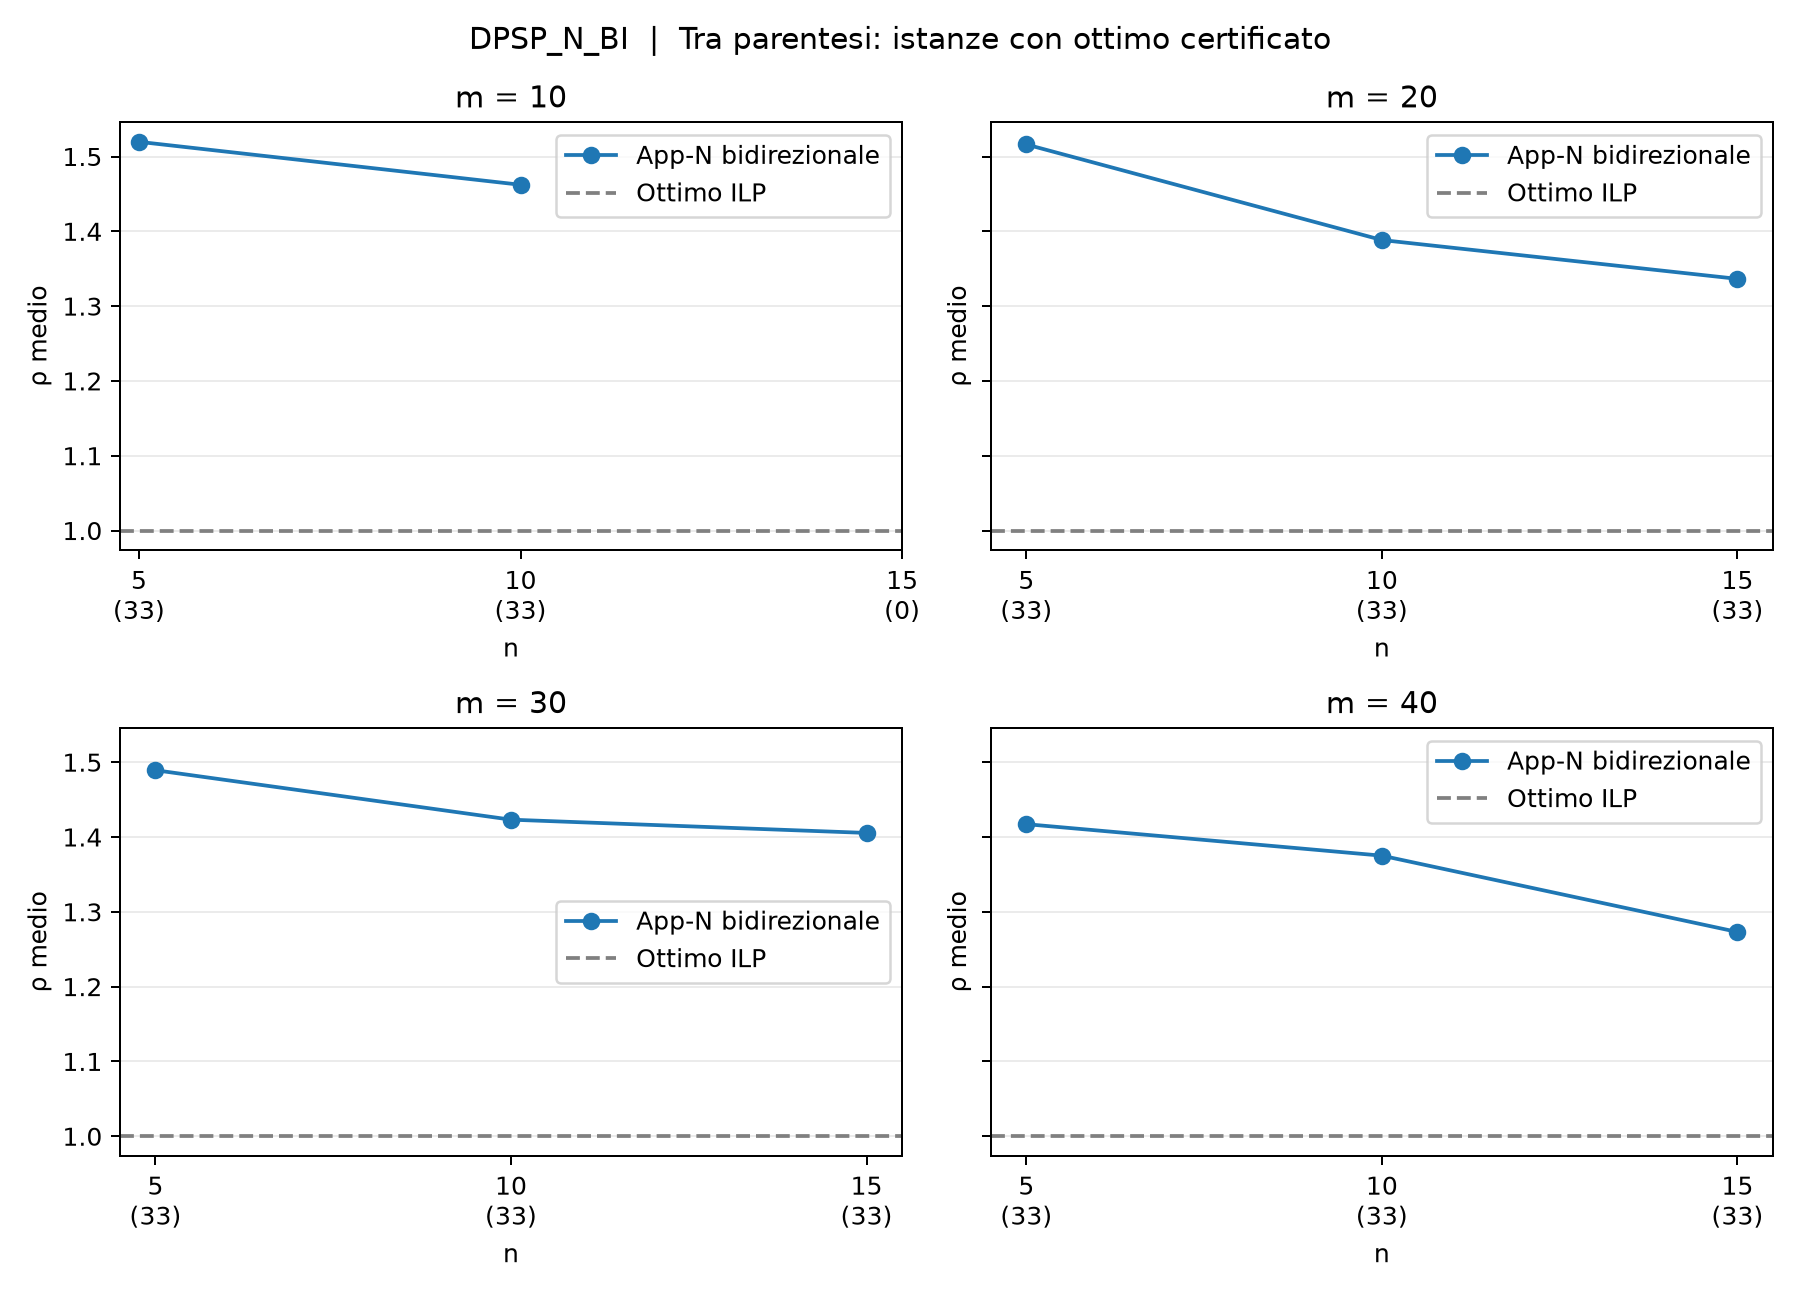 DPSP_N_BI | Tra parentesi: istanze con ottimo certificato
m = 10
ρ medio
1.5
1.4
1.3
1.2
1.1
1.0
App-N bidirezionale
Ottimo ILP
5 10 15
(33) (33) (0)
n
m = 20
ρ medio
App-N bidirezionale
Ottimo ILP
5 10 15
(33) (33) (33)
n
m = 30
ρ medio
1.5
1.4
1.3
1.2
1.1
1.0
App-N bidirezionale
Ottimo ILP
5 10 15
(33) (33) (33)
n
m = 40
ρ medio
App-N bidirezionale
Ottimo ILP
5 10 15
(33) (33) (33)
n